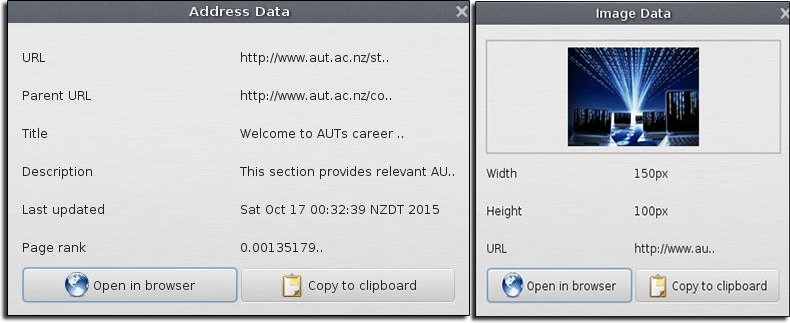 Address Data
URL http://www.aut.ac.nz/st..
Parent URL http://www.aut.ac.nz/co..
Title Welcome to AUTs career ..
Description This section provides relevant AU..
Last updated Sat Oct 17 00:32:39 NZDT 2015
Page rank 0.00135179..
Open in browser Copy to clipboard
Image Data
Width 150px
Height 100px
URL http://www.au..
Open in browser Copy to clipboard